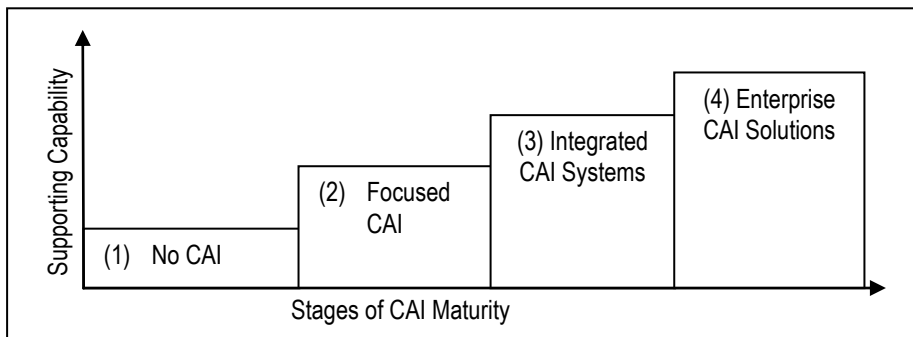 Supporting Capability
(1) No CAI
(2) Focused
CAI
(3) Integrated
CAI Systems
(4) Enterprise
CAI Solutions
Stages of CAI Maturity